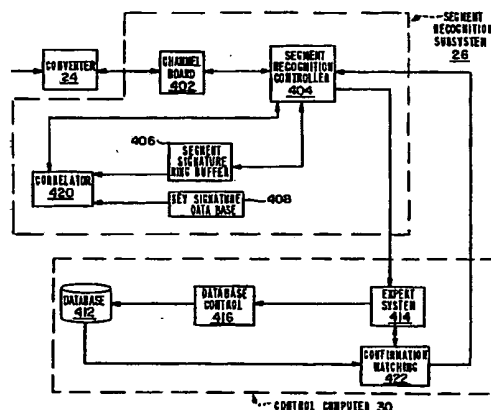 SEGMENT
RECOGNITION
SUBSYSTEM
26
CONVERTER
24
CHANNEL
BOARD
402
SEGMENT
RECOGNITION
CONTROLLER
404
406
SEGMENT
SIGNATURE
RING BUFFER
CORRELATOR
420
KEY SIGNATURE
DATA BASE
408
DATABASE
412
DATABASE
CONTROL
416
EXPERT
SYSTEM
414
CONFIRMATION
MATCHING
422
CONTROL COMPUTER 30